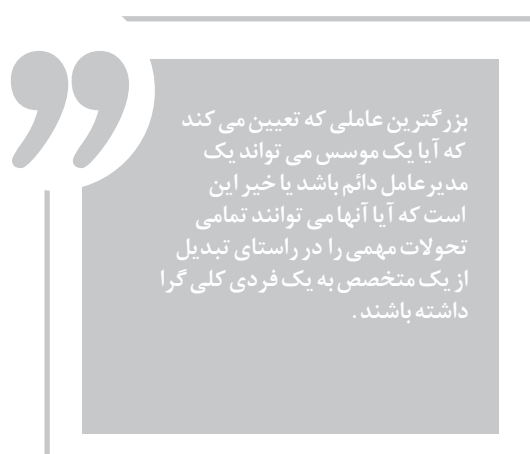 بزرگترین عاملی که تعیین می کند
که آیا یک موسس می تواند یک
مدیرعامل دائم باشد یا خیر این
است که آیا آنها می توانند تمامی
تحولات مهمی را در راستای تبدیل
از یک متخصص به یک فردی کلی گرا
داشته باشند.